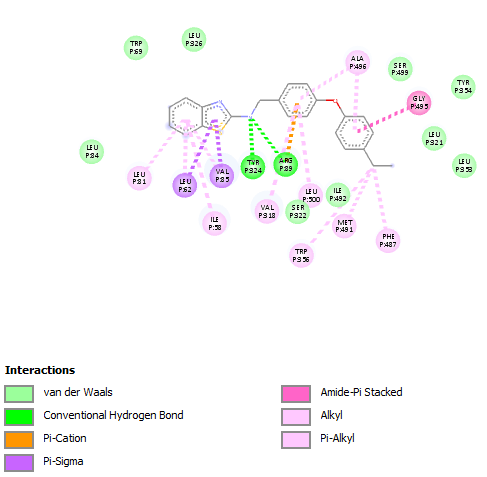 LEU
P:326
TRP
P:69
ALA
P:496
SER
P:499
TYR
P:354
GLY
P:495
LEU
P:321
LEU
P:84
LEU
P:358
LEU
P:81
LEU
P:62
VAL
P:85
TYR
P:324
ARG
P:89
LEU
P:500
ILE
P:492
SER
P:322
VAL
P:318
ILE
P:58
MET
P:491
PHE
P:487
TRP
P:356
N
N
S
O
Interactions
van der Waals
Conventional Hydrogen Bond
Pi-Cation
Pi-Sigma
Amide-Pi Stacked
Alkyl
Pi-Alkyl